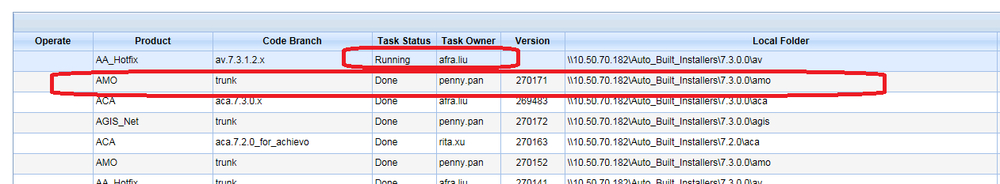 Operate Product Code Branch Task Status Task Owner Version Local Folder
AA_Hotfix av.7.3.1.2.x Running afra.liu \\10.50.70.182\Auto_Built_Installers\7.3.0.0\av
AMO trunk Done penny.pan 270171 \\10.50.70.182\Auto_Built_Installers\7.3.0.0\amo
ACA aca.7.3.0.x Done afra.liu 269483 \\10.50.70.182\Auto_Built_Installers\7.3.0.0\aca
AGIS_Net trunk Done penny.pan 270172 \\10.50.70.182\Auto_Built_Installers\7.3.0.0\agis
ACA aca.7.2.0_for_achievo Done rita.xu 270163 \\10.50.70.182\Auto_Built_Installers\7.2.0\aca
AMO trunk Done penny.pan 270152 \\10.50.70.182\Auto_Built_Installers\7.3.0.0\amo
AA_Hotfix trunk Done afra.liu 270141 \\10.50.70.182\Auto_Built_Installers\7.3.0.0\av